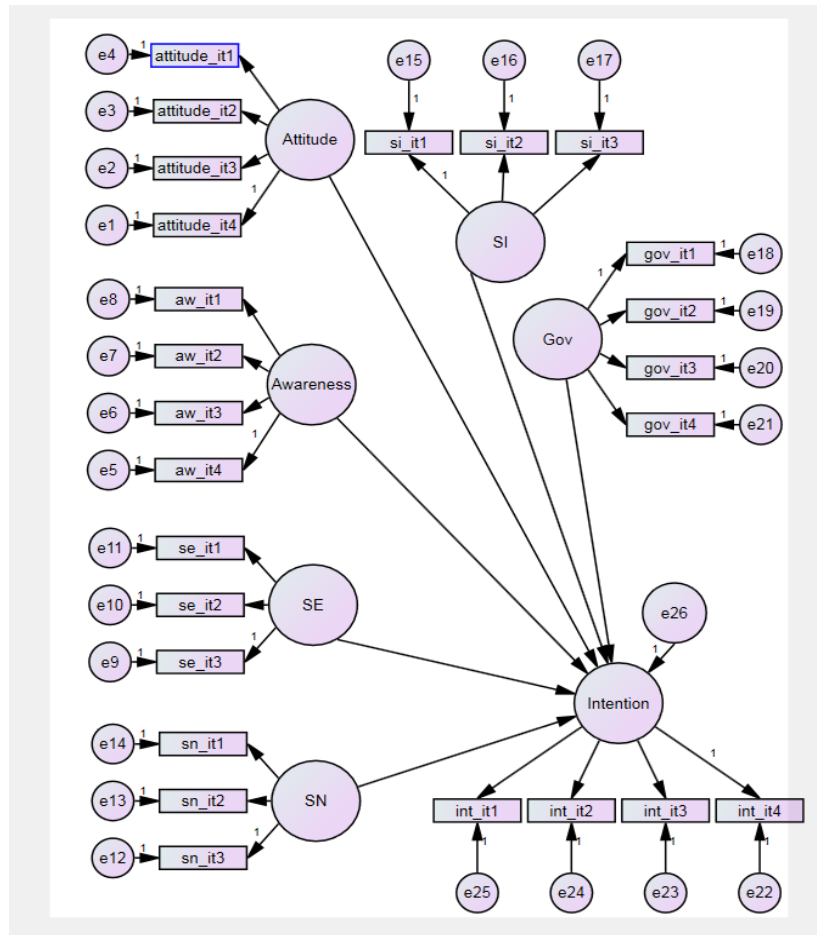 e4 1 attitude_it1
e3 1 attitude_it2
e2 1 attitude_it3
e1 1 attitude_it4
1
Attitude
e15 e16 e17
1 1 1
si_it1 si_it2 si_it3
1
SI
e8 1 aw_it1
e7 1 aw_it2
e6 1 aw_it3
e5 1 aw_it4
1
Awareness
gov_it1 1 e18
gov_it2 1 e19
gov_it3 1 e20
gov_it4 1 e21
1
Gov
e11 1 se_it1
e10 1 se_it2
e9 1 se_it3
1
SE
e26
1
Intention
e14 1 sn_it1
e13 1 sn_it2
e12 1 sn_it3
1
SN
1
int_it1 int_it2 int_it3 int_it4
1 1 1 1
e25 e24 e23 e22